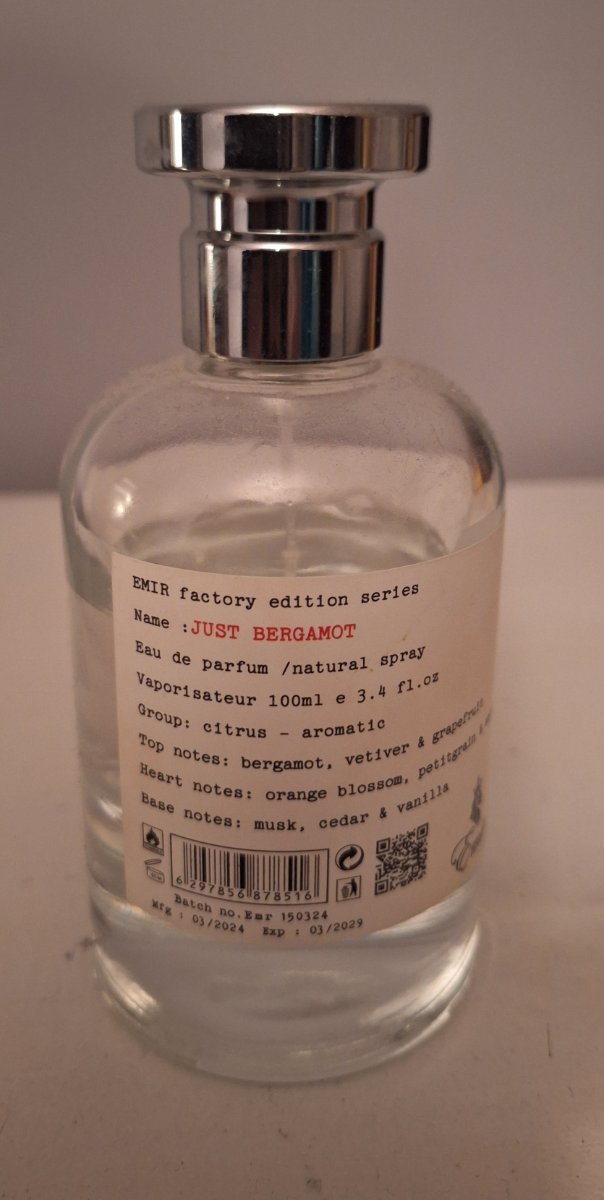 EMIR factory edition series
Name :JUST BERGAMOT
Eau de parfum /natural spray
Vaporisateur 100ml e 3.4 fl.oz
Group: citrus - aromatic
Top notes: bergamot, vetiver & grapefruit
Heart notes: orange blossom, petitgrain &
Base notes: musk, cedar & vanilla
6 297856 878516
Batch no.Emr 150324
Mfg : 03/2024 Exp : 03/2029